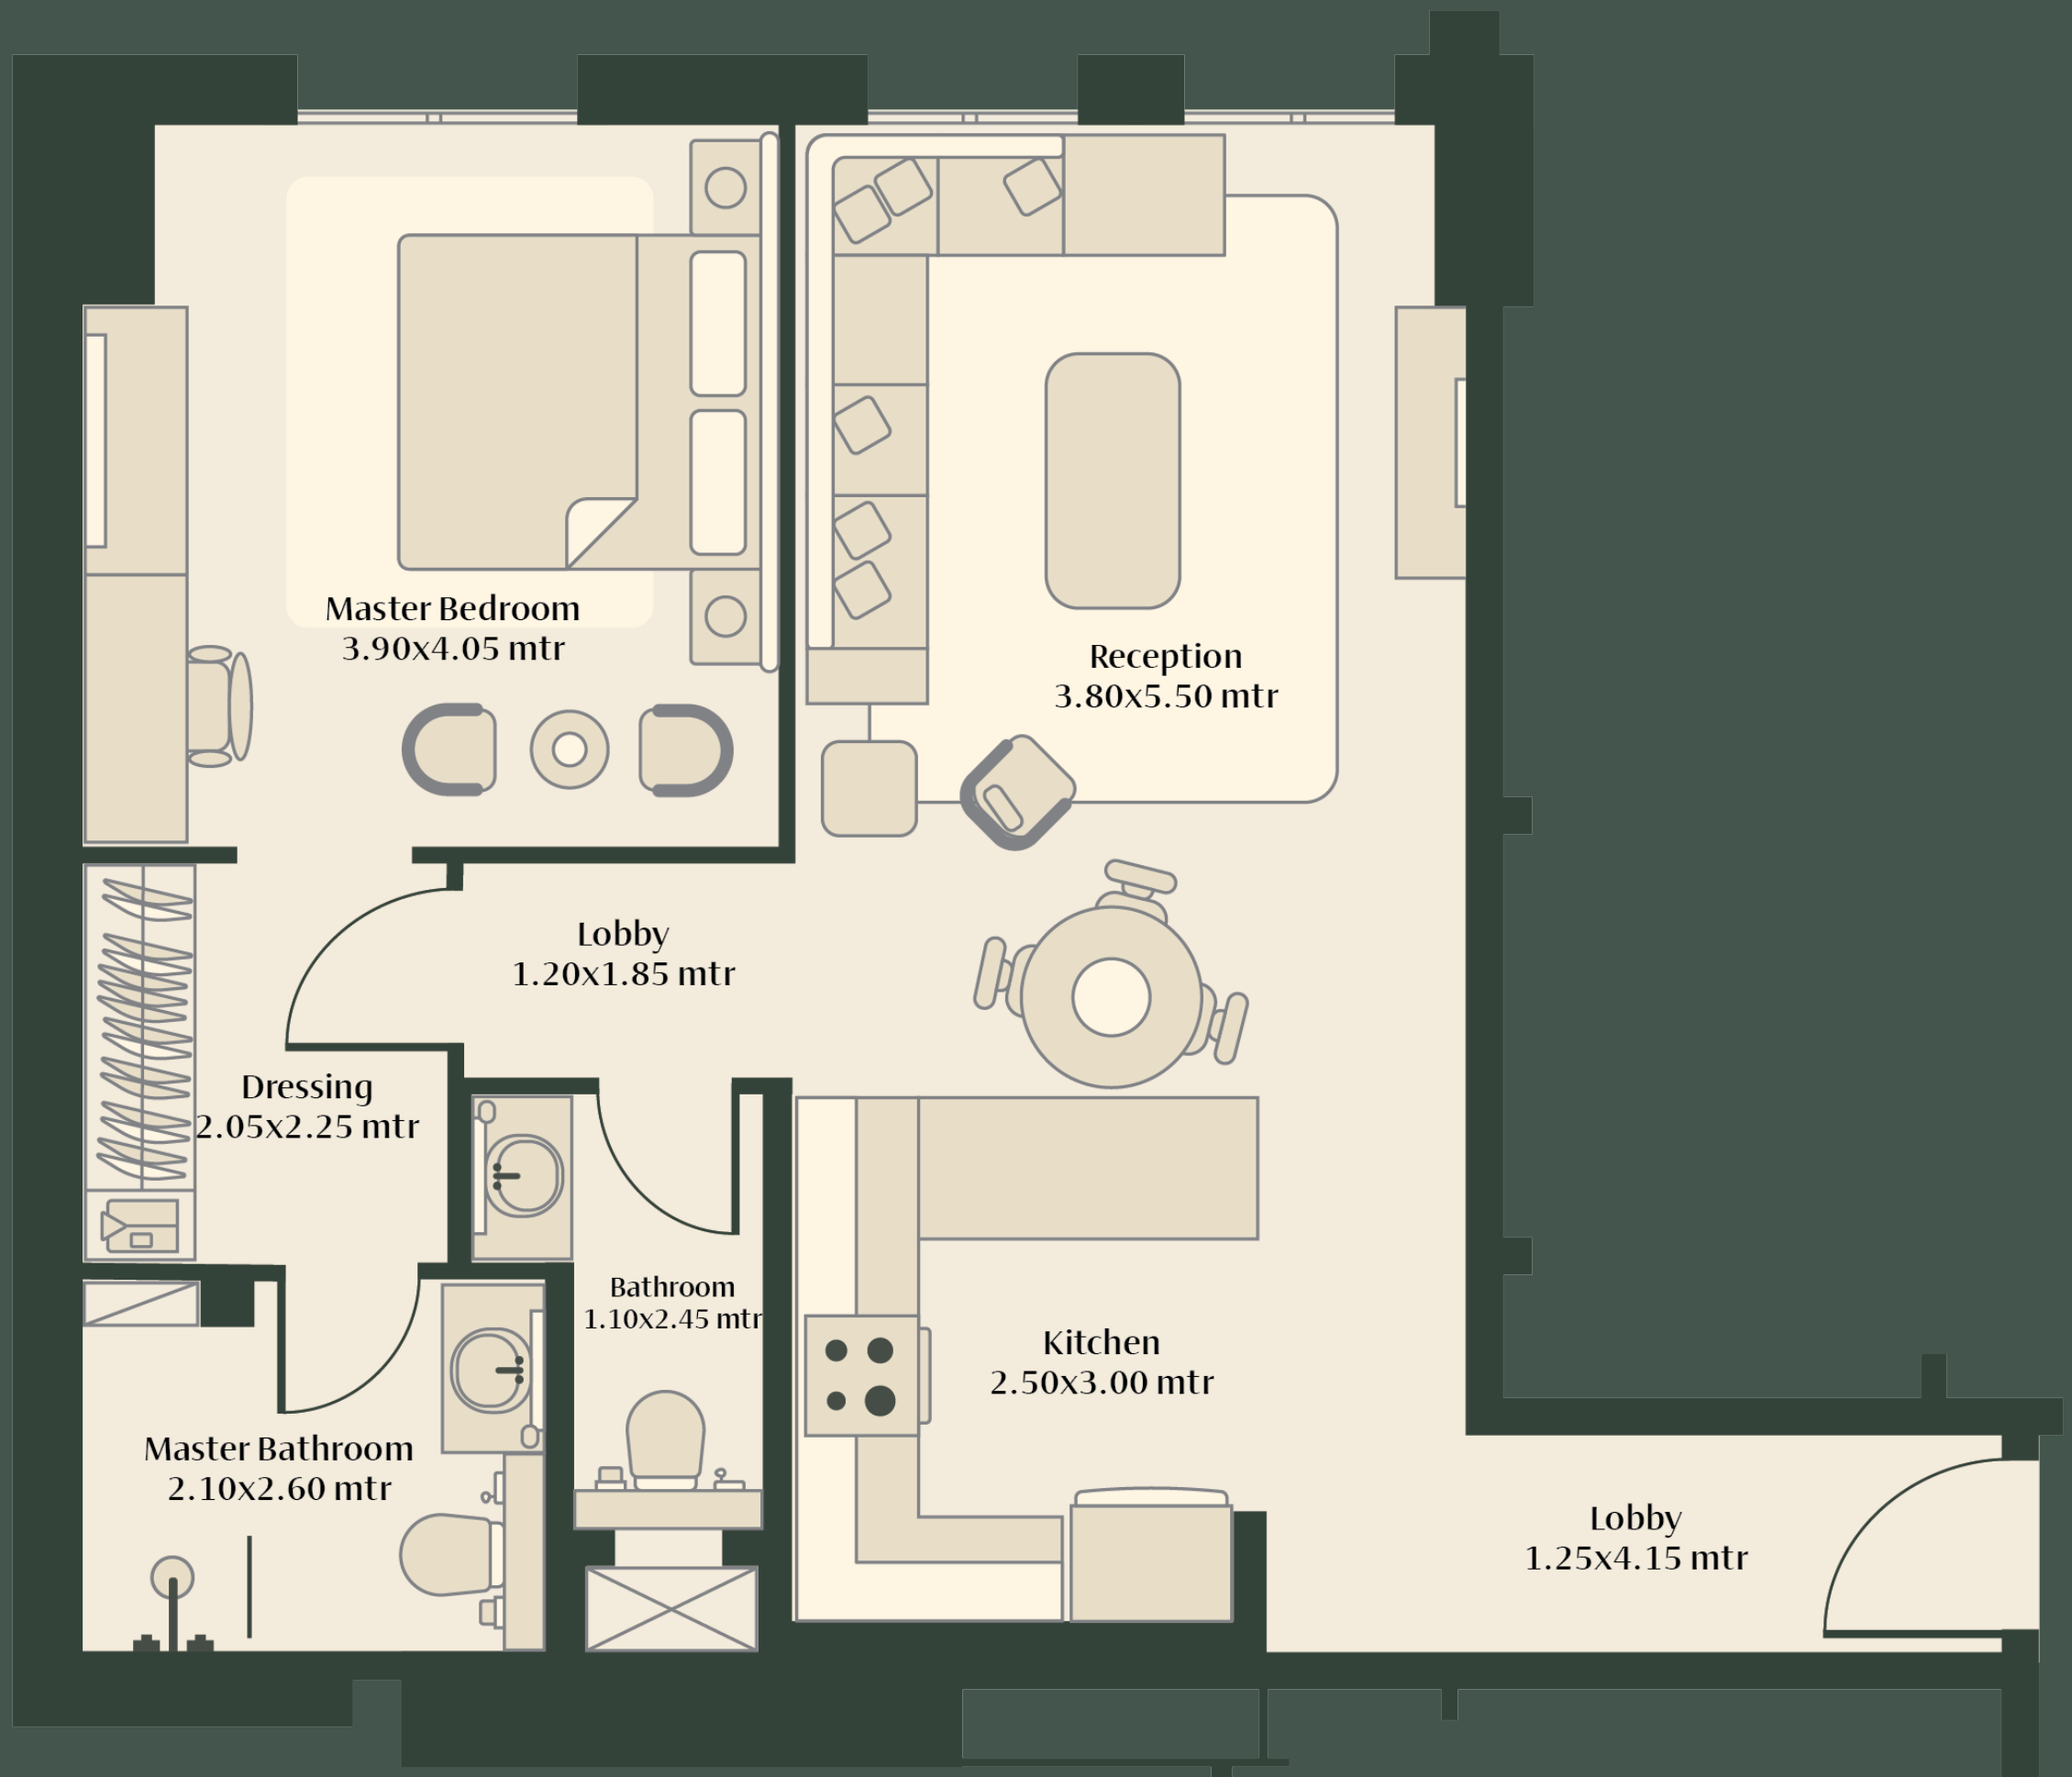 Master Bedroom
3.90x4.05 mtr
Reception
3.80x5.50 mtr
Lobby
1.20x1.85 mtr
Dressing
2.05x2.25 mtr
Bathroom
1.10x2.45 mtr
Kitchen
2.50x3.00 mtr
Master Bathroom
2.10x2.60 mtr
Lobby
1.25x4.15 mtr